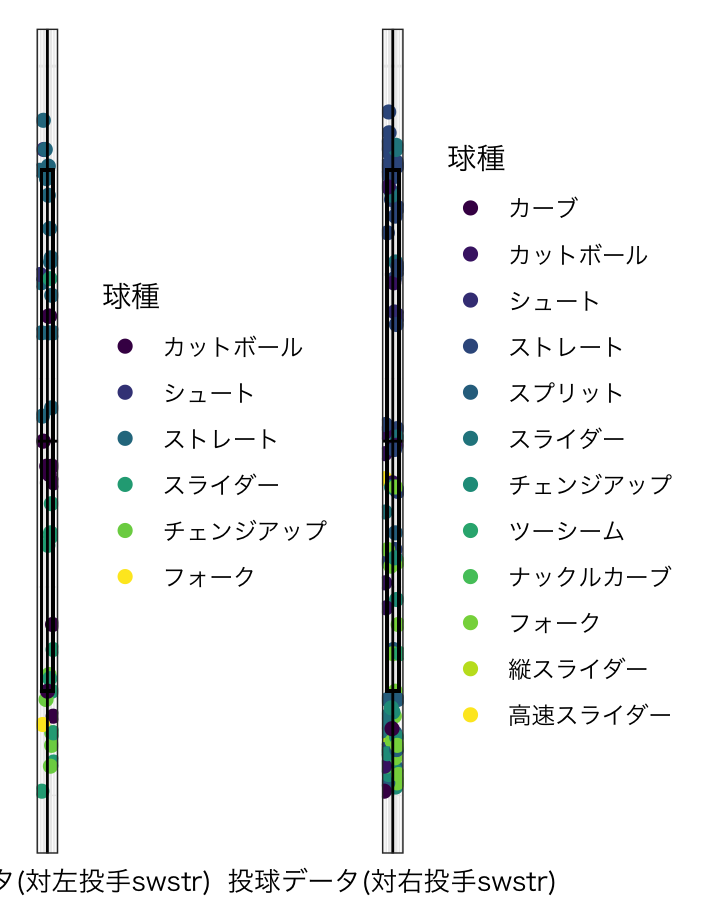 球種
カットボール
シュート
ストレート
スライダー
チェンジアップ
フォーク
球種
カーブ
カットボール
シュート
ストレート
スプリット
スライダー
チェンジアップ
ツーシーム
ナックルカーブ
フォーク
縦スライダー
高速スライダー
タ(対左投手swstr) 投球データ(対右投手swstr)